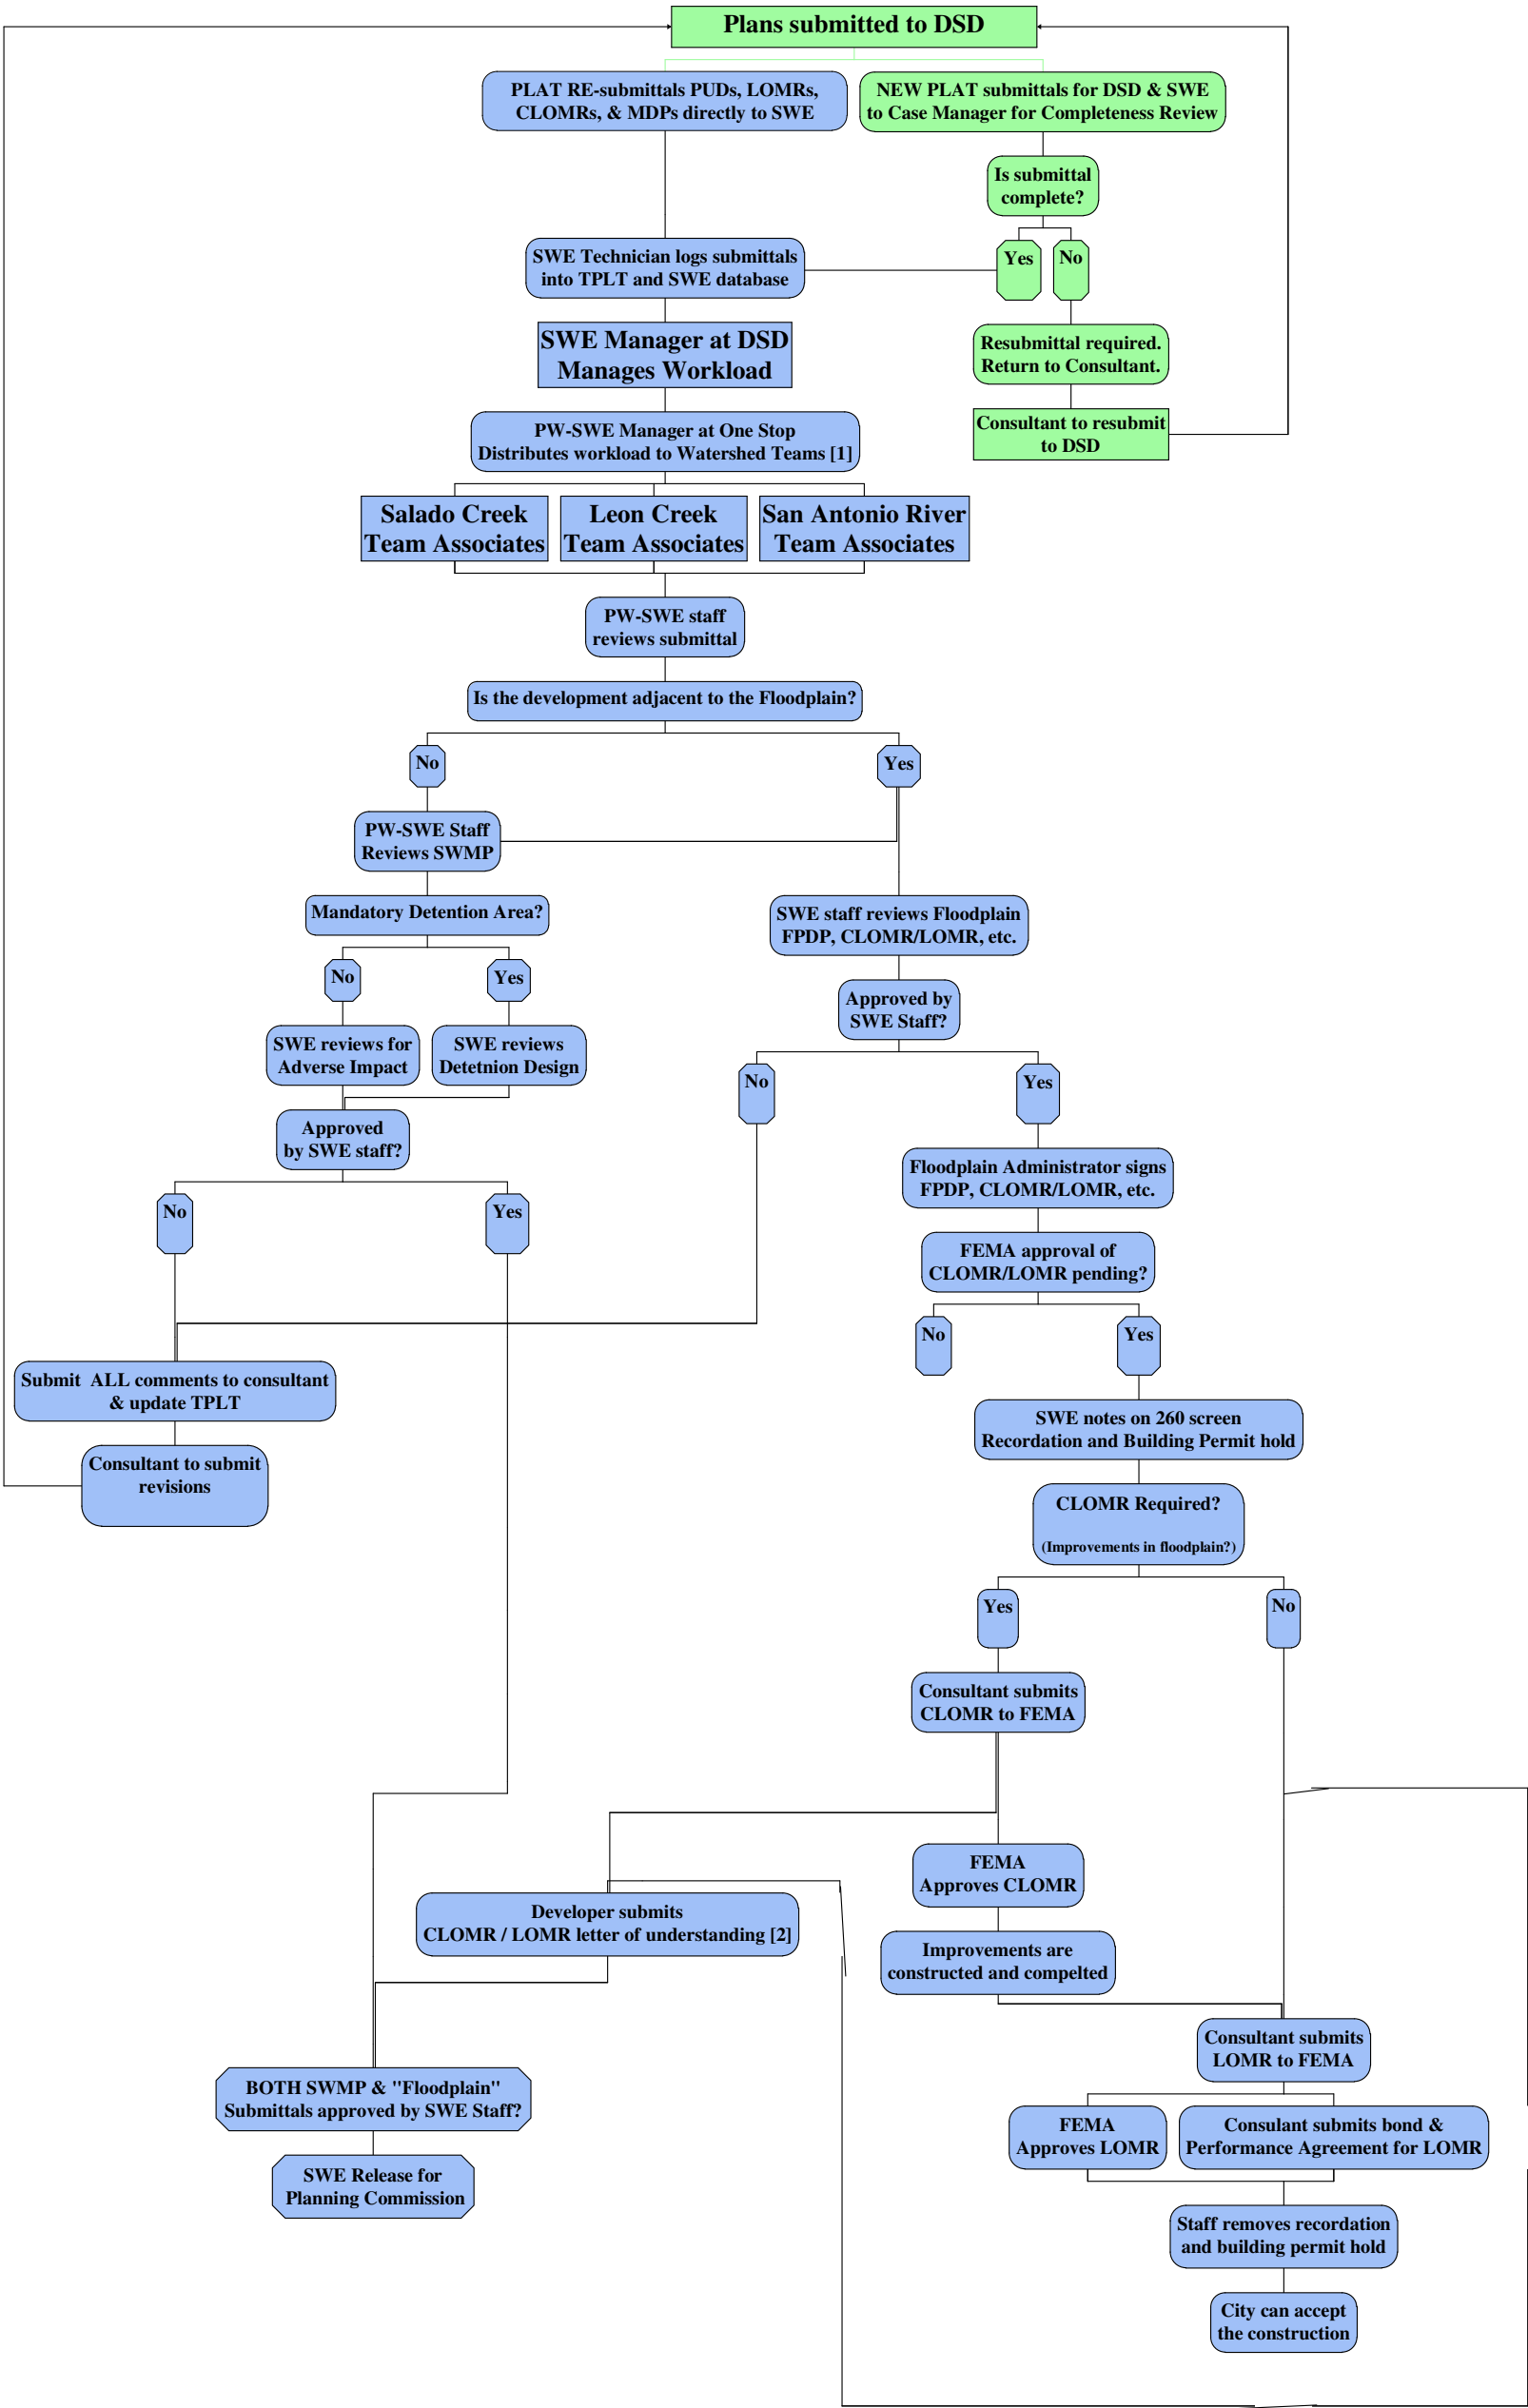 Plans submitted to DSD
PLAT RE-submittals PUDs, LOMRs,
CLOMRs, & MDPs directly to SWE
NEW PLAT submittals for DSD & SWE
to Case Manager for Completeness Review
Is submittal
complete?
Yes
No
SWE Technician logs submittals
into TPLT and SWE database
Resubmittal required.
Return to Consultant.
SWE Manager at DSD
Manages Workload
Consultant to resubmit
to DSD
PW-SWE Manager at One Stop
Distributes workload to Watershed Teams [1]
Salado Creek
Team Associates
Leon Creek
Team Associates
San Antonio River
Team Associates
PW-SWE staff
reviews submittal
Is the development adjacent to the Floodplain?
No
Yes
PW-SWE Staff
Reviews SWMP
Mandatory Detention Area?
SWE staff reviews Floodplain
FPDP, CLOMR/LOMR, etc.
No
Yes
Approved by
SWE Staff?
SWE reviews for
Adverse Impact
SWE reviews
Detetnion Design
No
Yes
Approved
by SWE staff?
Floodplain Administrator signs
FPDP, CLOMR/LOMR, etc.
No
Yes
FEMA approval of
CLOMR/LOMR pending?
No
Yes
Submit ALL comments to consultant
& update TPLT
SWE notes on 260 screen
Recordation and Building Permit hold
Consultant to submit
revisions
CLOMR Required?
(Improvements in floodplain?)
Yes
No
Consultant submits
CLOMR to FEMA
FEMA
Approves CLOMR
Developer submits
CLOMR / LOMR letter of understanding [2]
Improvements are
constructed and compelted
Consultant submits
LOMR to FEMA
BOTH SWMP & "Floodplain"
Submittals approved by SWE Staff?
FEMA
Approves LOMR
Consulant submits bond &
Performance Agreement for LOMR
SWE Release for
Planning Commission
Staff removes recordation
and building permit hold
City can accept
the construction